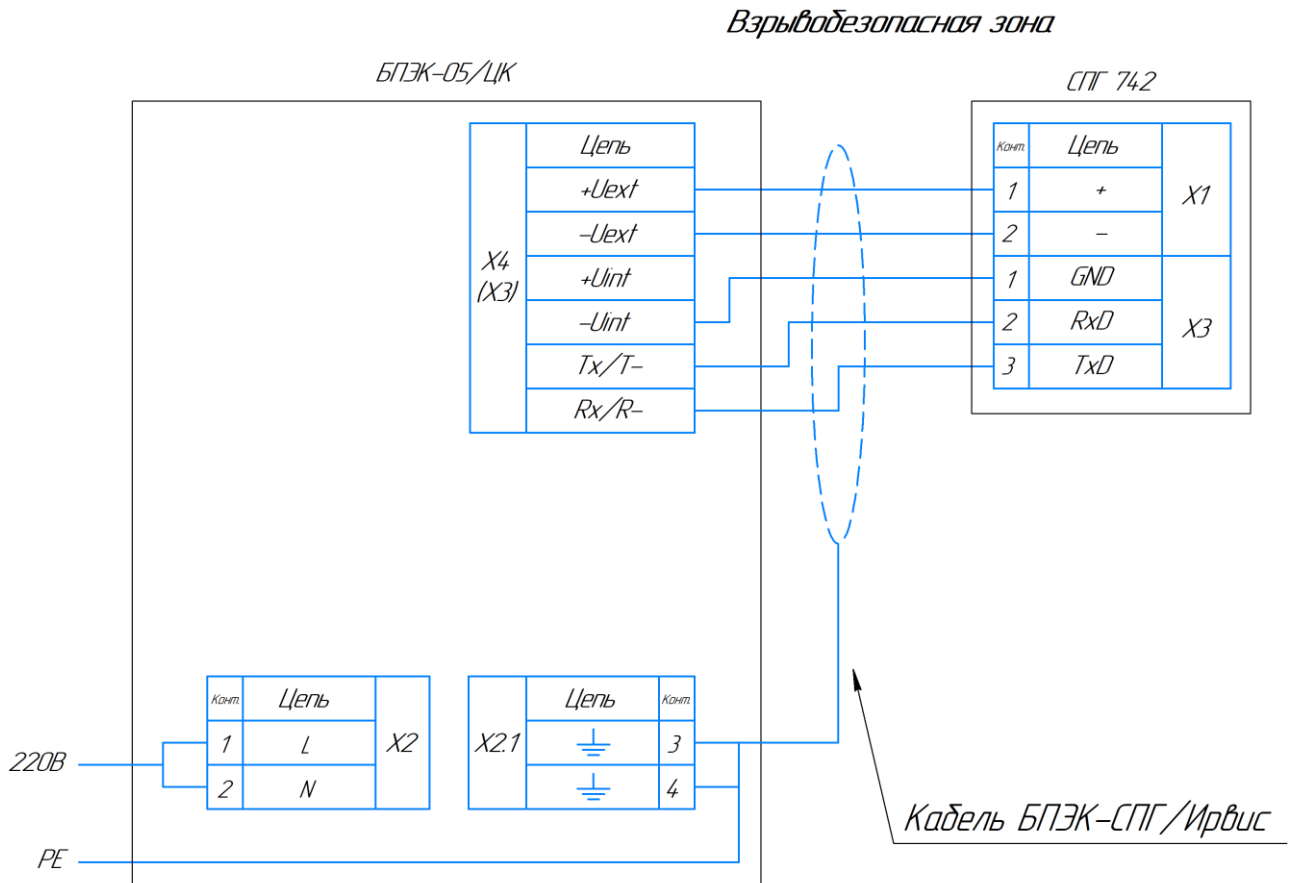 Взрывобезопасная зона
БПЭК-05/ЦК
СПГ 742
X4
(X3)
Цепь
+Uext
-Uext
+Uint
-Uint
Tx/T-
Rx/R-
Конт. Цепь
1 + X1
2 -
1 GND
2 RxD X3
3 TxD
Конт. Цепь
1 L X2
2 N
Цепь Конт.
X2.1 3
4
220В
PE
Кабель БПЭК-СПГ/Ирвис